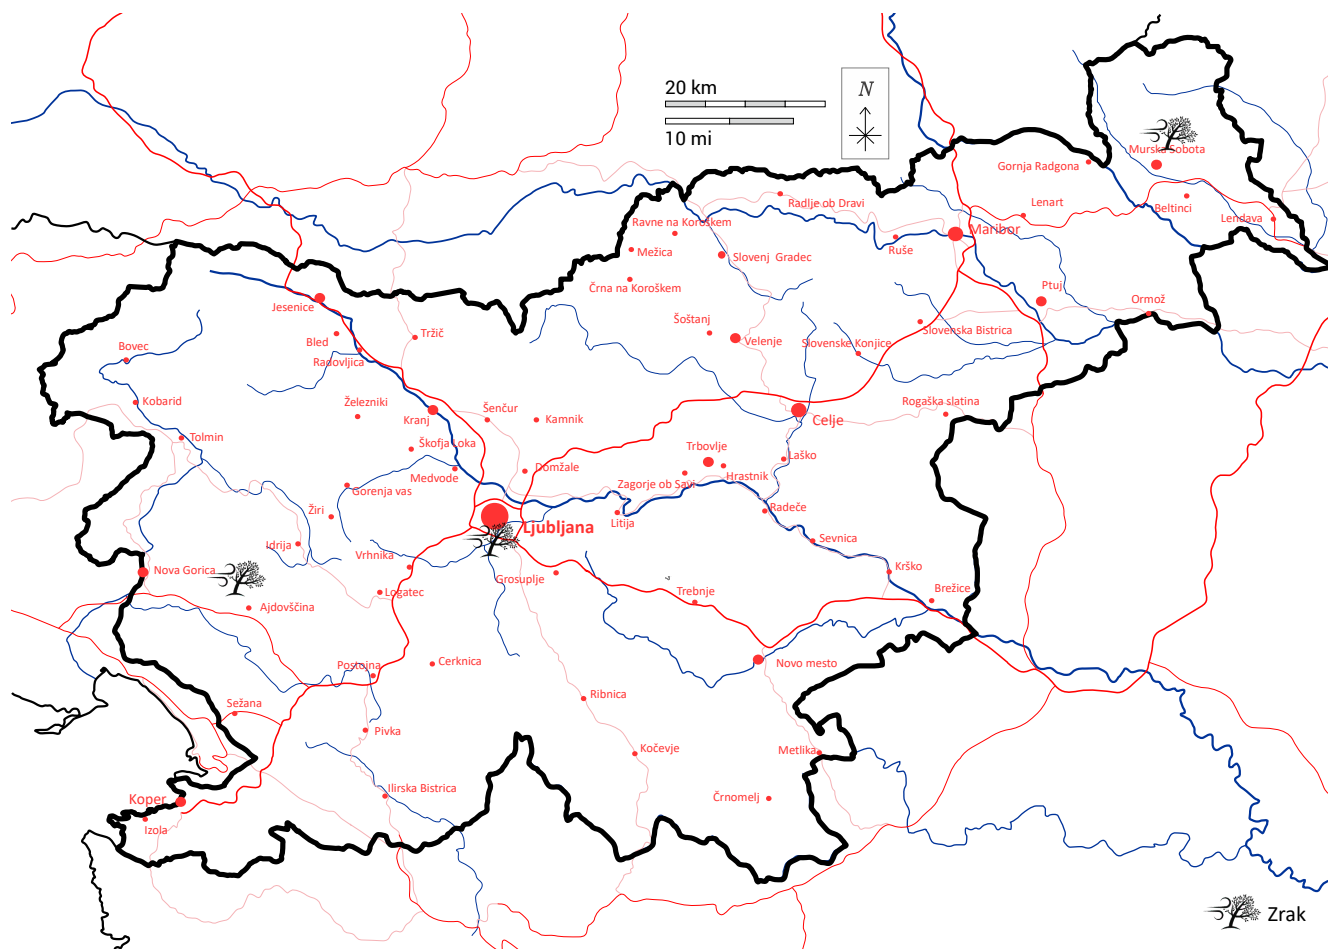 20 km
10 mi
N
Murska Sobota
Gornja Radgona
Radlje ob Dravi
Lenart
Beltinci
Lendava
Ravne na Koroškem
Maribor
Mežica
Slovenj Gradec
Ruše
Črna na Koroškem
Ptuj
Ormož
Jesenice
Šoštanj
Slovenska Bistrica
Bled
Tržič
Velenje
Slovenske Konjice
Bovec
Radovljica
Kobarid
Železniki
Šenčur
Rogaška slatina
Kranj
Kamnik
Celje
Tolmin
Škofja Loka
Trbovlje
Laško
Medvode
Domžale
Hrastnik
Zagorje ob Savi
Gorenja vas
Žiri
Radeče
Ljubljana
Litija
Idrija
Sevnica
Vrhnika
Nova Gorica
Krško
Grosuplje
Ajdovščina
Logatec
Trebnje
Brežice
Postojna
Cerknica
Novo mesto
Ribnica
Sežana
Pivka
Kočevje
Metlika
Ilirska Bistrica
Koper
Črnomelj
Izola
Zrak